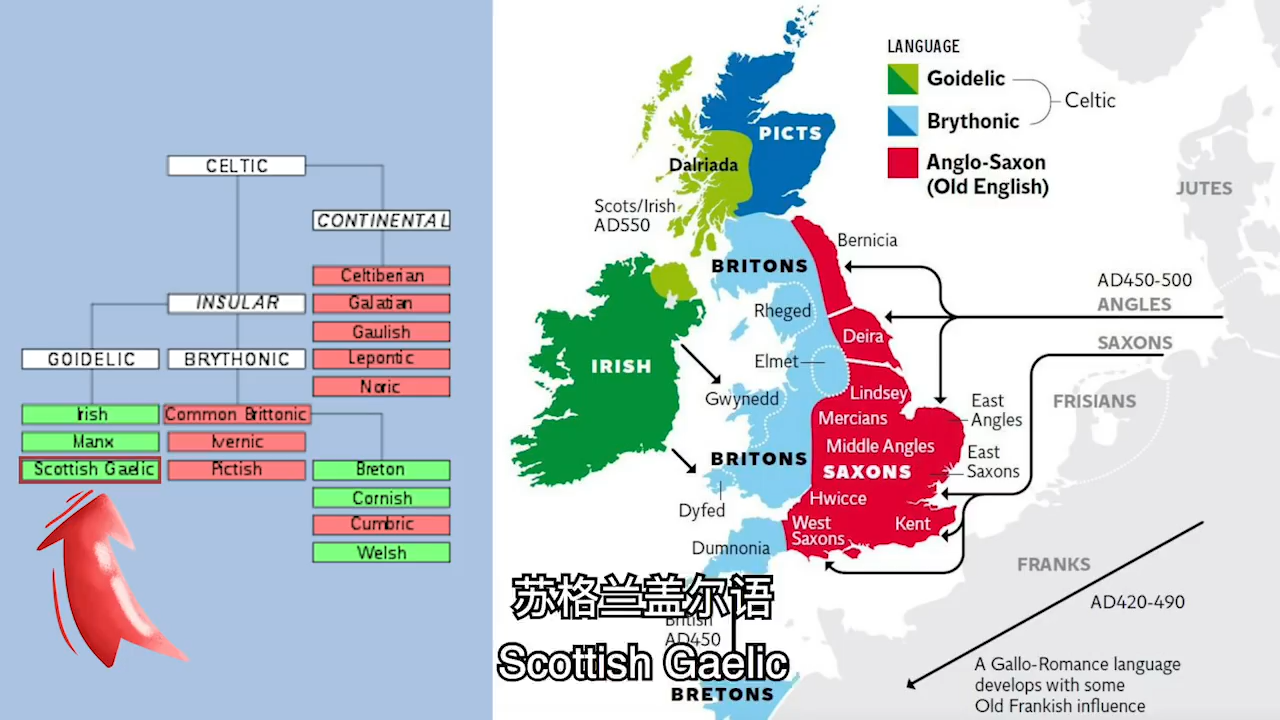 CELTIC
CONTINENTAL
Celtiberian
INSULAR
Galatian
Gaulish
GOIDELIC
BRYTHONIC
Lepontic
Noric
Irish
Common Brittonic
Manx
Ivernic
Scottish Gaelic
Pictish
Breton
Cornish
Cumbric
Welsh
LANGUAGE
Goidelic
Celtic
Brythonic
Anglo-Saxon
(Old English)
PICTS
Dalriada
Scots/Irish
AD550
JUTES
Bernicia
BRITONS
AD450-500
ANGLES
Rheged
Deira
SAXONS
Elmet
IRISH
Gwynedd
Lindsey
East
Angles
FRISIANS
Mercians
Middle Angles
East
Saxons
BRITONS
SAXONS
Hwicce
Dyfed
West
Saxons
Kent
Dumnonia
FRANKS
苏格兰盖尔语
AD420-490
British
AD450
Scottish Gaelic
A Gallo-Romance language
develops with some
Old Frankish influence
BRETONS